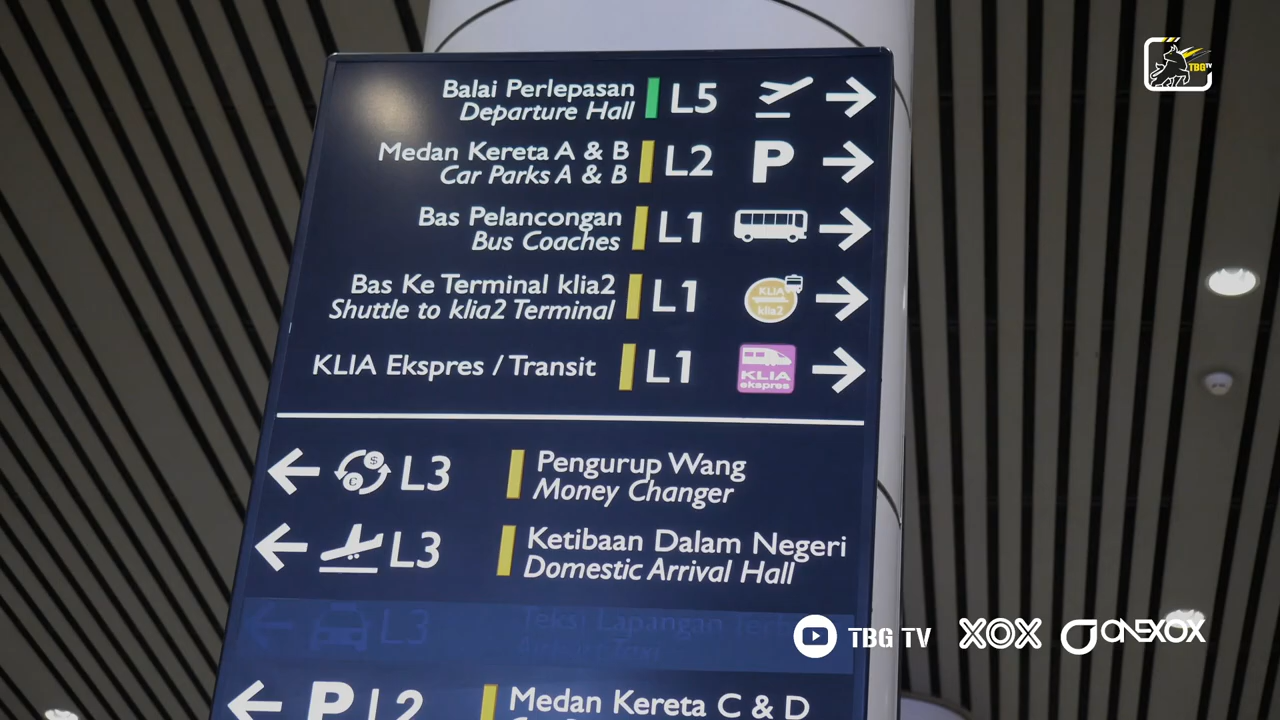 TBG TV
Balai Perlepasan
Departure Hall
L5
Medan Kereta A & B
Car Parks A & B
L2
P
Bas Pelancongan
Bus Coaches
L1
Bas Ke Terminal klia2
Shuttle to klia2 Terminal
L1
KLIA
klia2
KLIA Ekspres / Transit
L1
KLIA
ekspres
L3
Pengurup Wang
Money Changer
L3
Ketibaan Dalam Negeri
Domestic Arrival Hall
L3
Teksi Lapangan
P L2
Medan Kereta C & D
TBG TV
XOX
ONEXOX